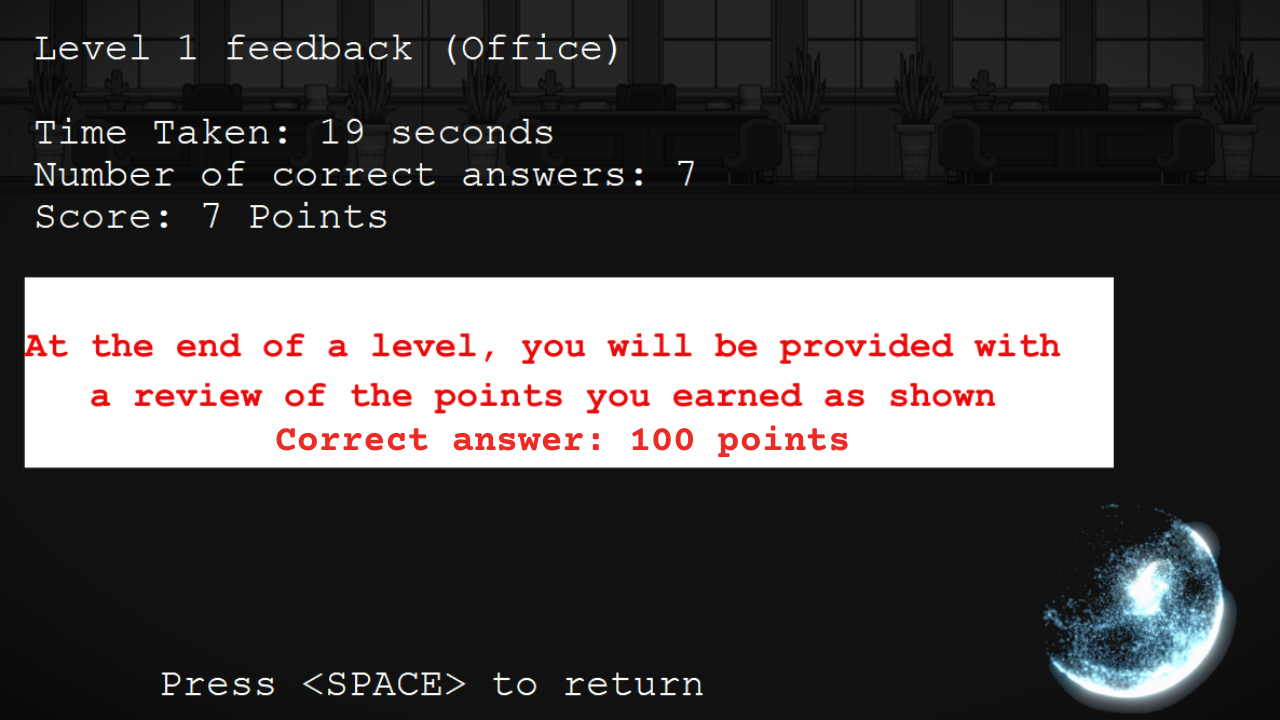 Level 1 feedback (Office)
Time Taken: 19 seconds
Number of correct answers: 7
Score: 7 Points
At the end of a level, you will be provided with
a review of the points you earned as shown
Correct answer: 100 points
Press <SPACE> to return